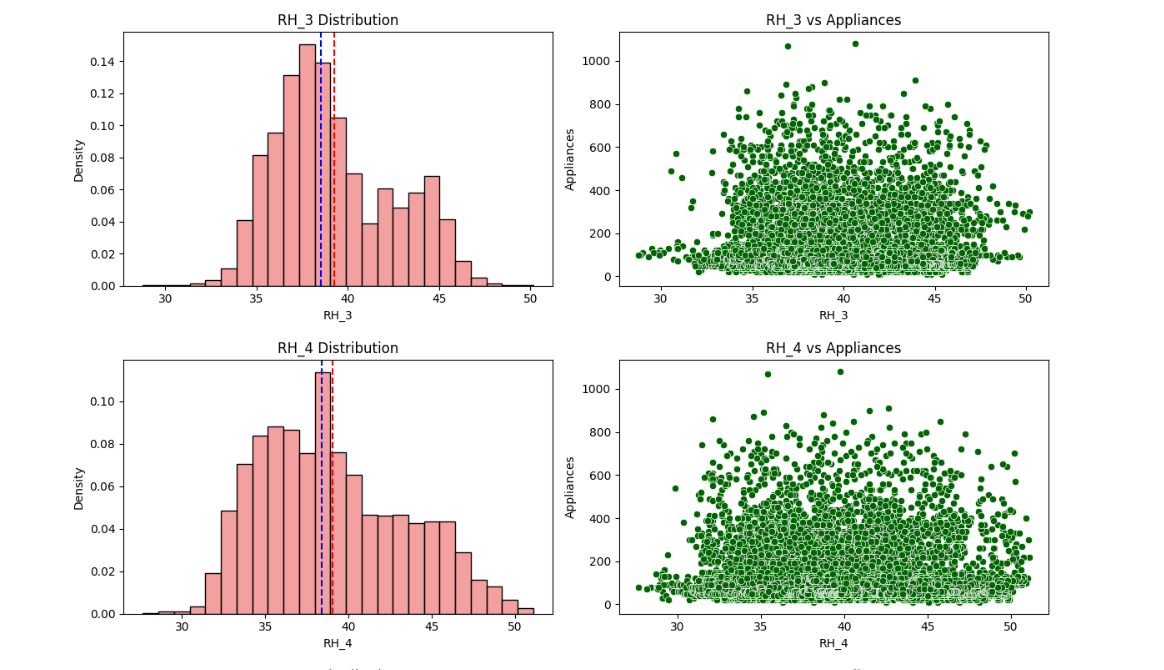 RH_3 Distribution
RH_3 vs Appliances
0.14
0.12
0.10
0.08
0.06
0.04
0.02
0.00
Density
30 35 40 45 50
RH_3
1000
800
600
400
200
0
Appliances
30 35 40 45 50
RH_3
RH_4 Distribution
RH_4 vs Appliances
0.10
0.08
0.06
0.04
0.02
0.00
Density
30 35 40 45 50
RH_4
1000
800
600
400
200
0
Appliances
30 35 40 45 50
RH_4